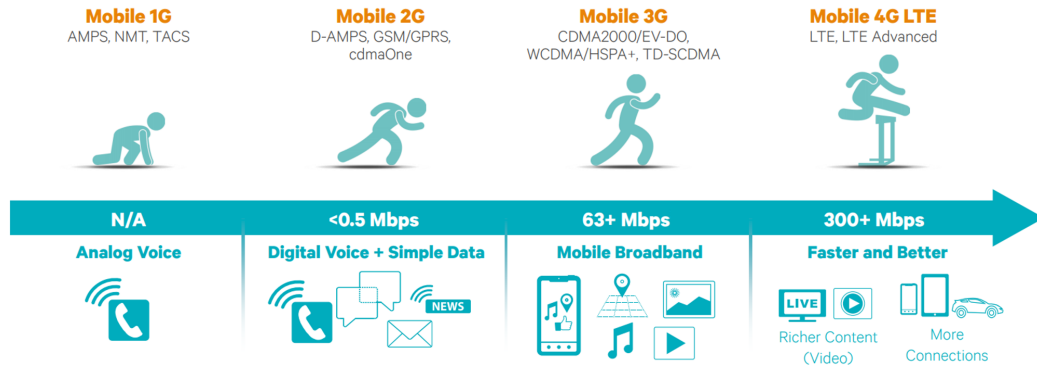 Mobile 1G
AMPS, NMT, TACS
Mobile 2G
D-AMPS, GSM/GPRS,
cdmaOne
Mobile 3G
CDMA2000/EV-DO,
WCDMA/HSPA+, TD-SCDMA
Mobile 4G LTE
LTE, LTE Advanced
N/A
<0.5 Mbps
63+ Mbps
300+ Mbps
Analog Voice
Digital Voice + Simple Data
Mobile Broadband
Faster and Better
NEWS
LIVE
Richer Content
(Video)
More
Connections